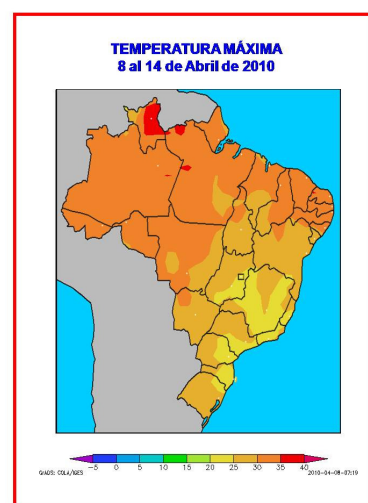 TEMPERATURA MÁXIMA
8 al 14 de Abril de 2010
-5 0 5 10 15 20 25 30 35 40
GrADS: COLA/IGES 2010-04-08-07:19